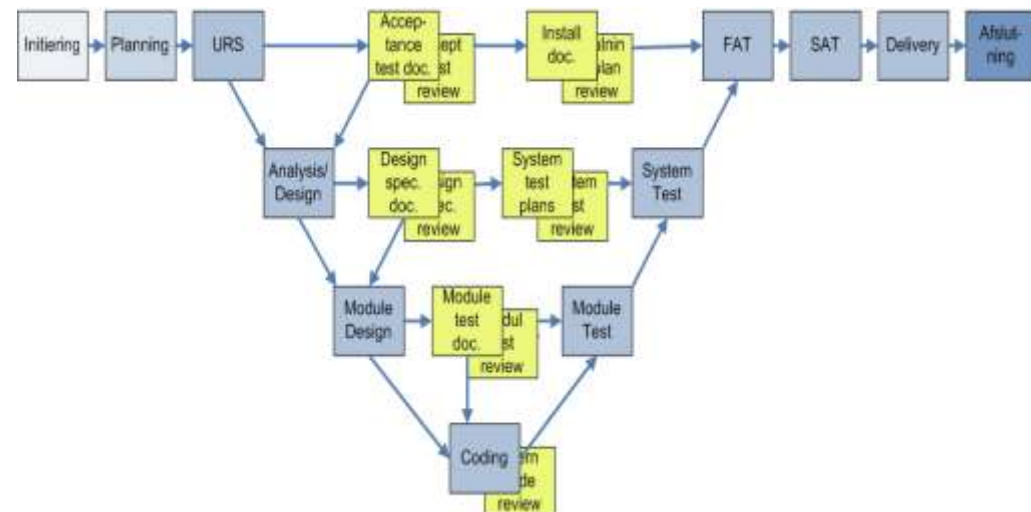 Initiering
Planning
URS
Accep-
tance
test doc.
review
Install
doc.
review
FAT
SAT
Delivery
Afslut-
ning
Analysis/
Design
Design
spec.
doc.
review
System
test
plans
review
System
Test
Module
Design
Module
test
doc.
review
Module
Test
Coding
review